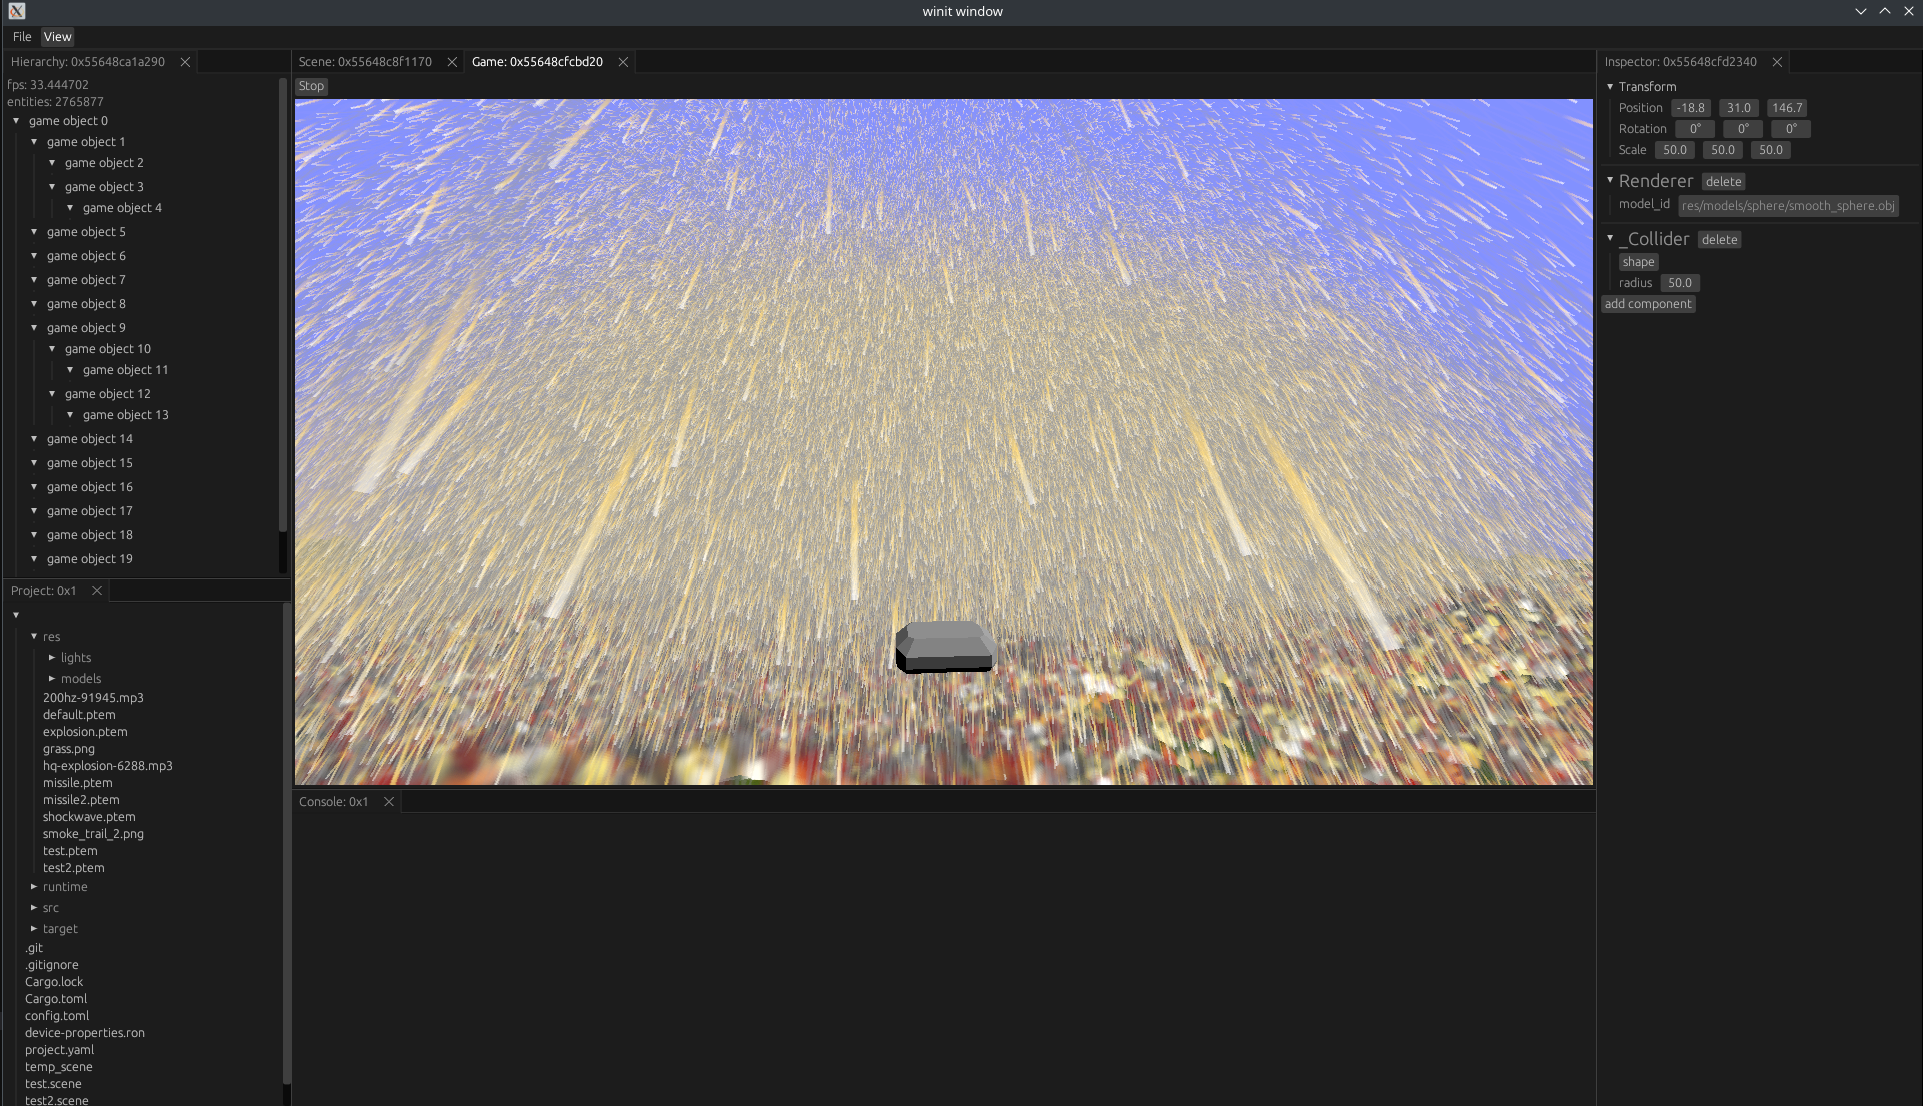 winit window
File View
Hierarchy: 0x55648ca1a290
fps: 33.444702
entities: 2765877
game object 0
game object 1
game object 2
game object 3
game object 4
game object 5
game object 6
game object 7
game object 8
game object 9
game object 10
game object 11
game object 12
game object 13
game object 14
game object 15
game object 16
game object 17
game object 18
game object 19
Project: 0x1
res
lights
models
200hz-91945.mp3
default.ptem
explosion.ptem
grass.png
hq-explosion-6288.mp3
missile.ptem
missile2.ptem
shockwave.ptem
smoke_trail_2.png
test.ptem
test2.ptem
runtime
src
target
.git
.gitignore
Cargo.lock
Cargo.toml
config.toml
device-properties.ron
project.yaml
temp_scene
test.scene
test2.scene
Scene: 0x55648c8f1170 Game: 0x55648cfcbd20
Stop
Console: 0x1
Inspector: 0x55648cfd2340
Transform
Position -18.8 31.0 146.7
Rotation 0° 0° 0°
Scale 50.0 50.0 50.0
Renderer delete
model_id res/models/sphere/smooth_sphere.obj
_Collider delete
shape
radius 50.0
add component